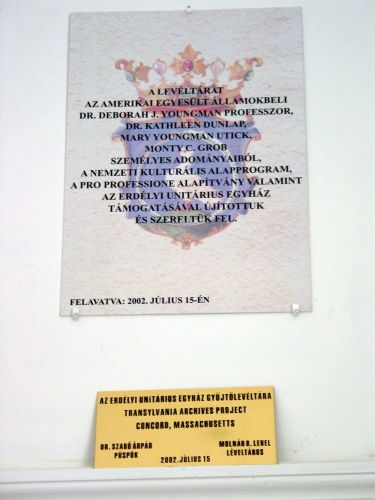 A LEVÉLTÁRAT
AZ AMERIKAI EGYESÜLT ÁLLAMOKBELI
DR. DEBORAH J. YOUNGMAN PROFESSZOR,
DR. KATHLEEN DUNLAP,
MARY YOUNGMAN UTICK,
MONTY C. GROB
SZEMÉLYES ADOMÁNYAIBÓL,
A NEMZETI KULTURÁLIS ALAPPROGRAM,
A PRO PROFESSIONE ALAPÍTVÁNY VALAMINT
AZ ERDÉLYI UNITÁRIUS EGYHÁZ
TÁMOGATÁSÁVAL ÚJÍTOTTUK
ÉS SZERELTÜK FEL.
FELAVATVA: 2002. JÚLIUS 15-ÉN
AZ ERDÉLYI UNITÁRIUS EGYHÁZ GYŰJTŐLEVÉLTÁRA
TRANSYLVANIA ARCHIVES PROJECT
CONCORD, MASSACHUSETTS
DR. SZABÓ ÁRPÁD MOLNÁR B. LEHEL
PÜSPÖK LEVÉLTÁROS
2002. JÚLIUS 15